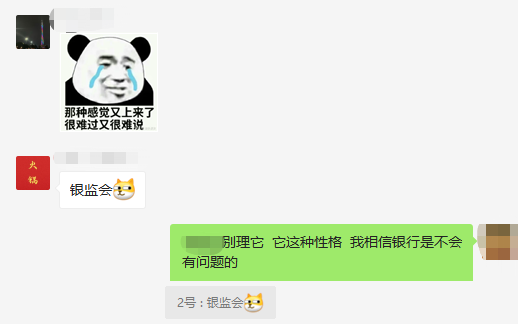 那种感觉又上来了
很难过又很难说
火
锅
银监会
别理它 它这种性格 我相信银行是不会
有问题的
2号 : 银监会